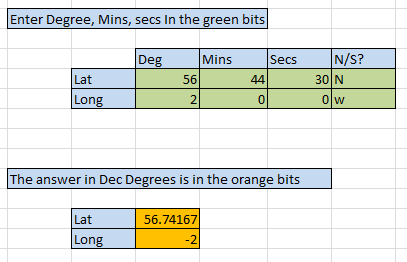 Enter Degree, Mins, secs In the green bits
Deg Mins Secs N/S?
Lat 56 44 30 N
Long 2 0 0 w
The answer in Dec Degrees is in the orange bits
Lat 56.74167
Long -2